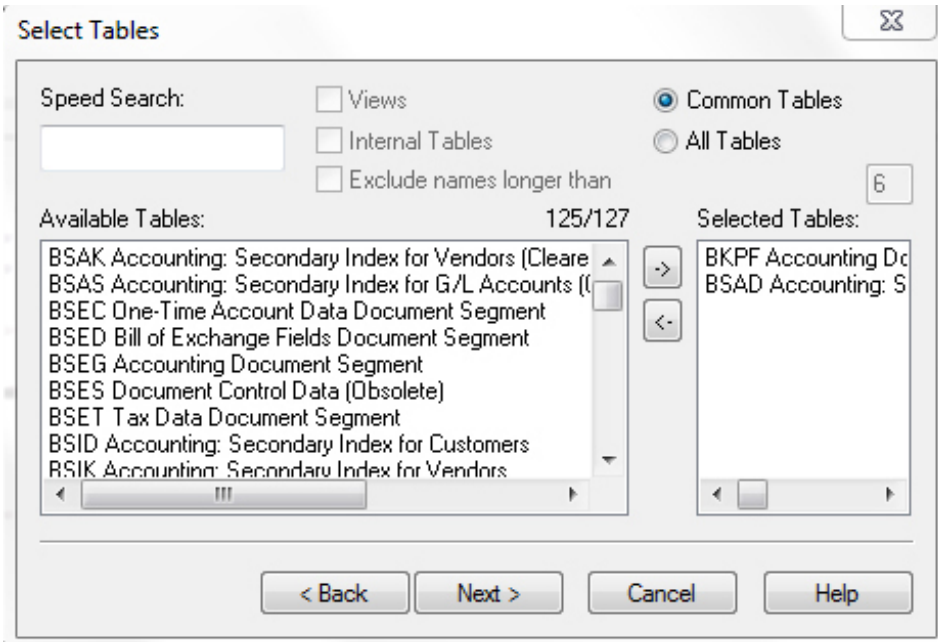 Select Tables
Speed Search:
Views
Common Tables
Internal Tables
All Tables
Exclude names longer than
6
Available Tables:
125/127
Selected Tables:
BSAK Accounting: Secondary Index for Vendors (Cleare
BSAS Accounting: Secondary Index for G/L Accounts ((
BSEC One-Time Account Data Document Segment
BSED Bill of Exchange Fields Document Segment
BSEG Accounting Document Segment
BSES Document Control Data (Obsolete)
BSET Tax Data Document Segment
BSID Accounting: Secondary Index for Customers
BSIK Accounting: Secondary Index for Vendors
->
<-
BKPF Accounting Do
BSAD Accounting: S
< Back
Next >
Cancel
Help